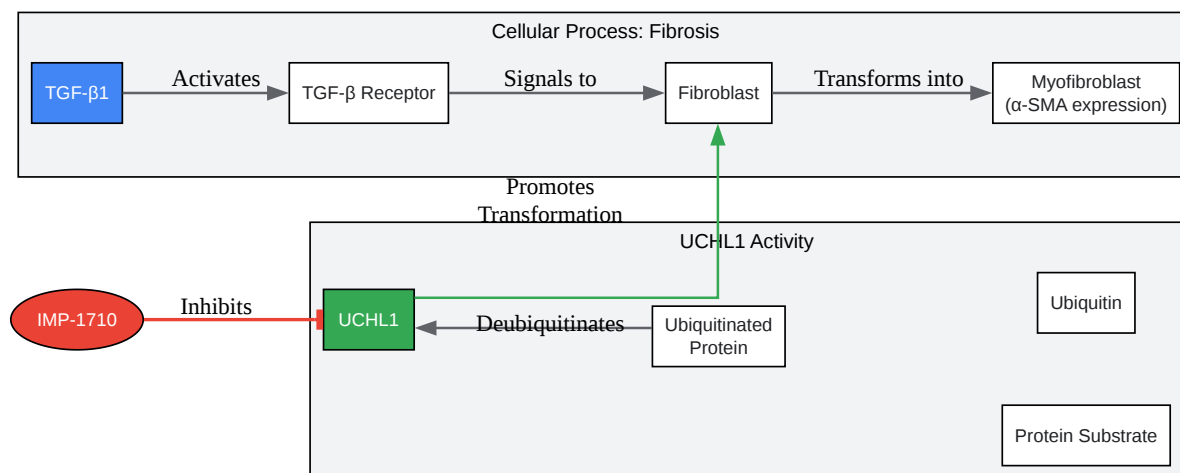 Cellular Process: Fibrosis
TGF-β1
Activates
TGF-β Receptor
Signals to
Fibroblast
Transforms into
Myofibroblast
(α-SMA expression)
Promotes
Transformation
UCHL1 Activity
IMP-1710
Inhibits
UCHL1
Deubiquitinates
Ubiquitinated
Protein
Ubiquitin
Protein Substrate